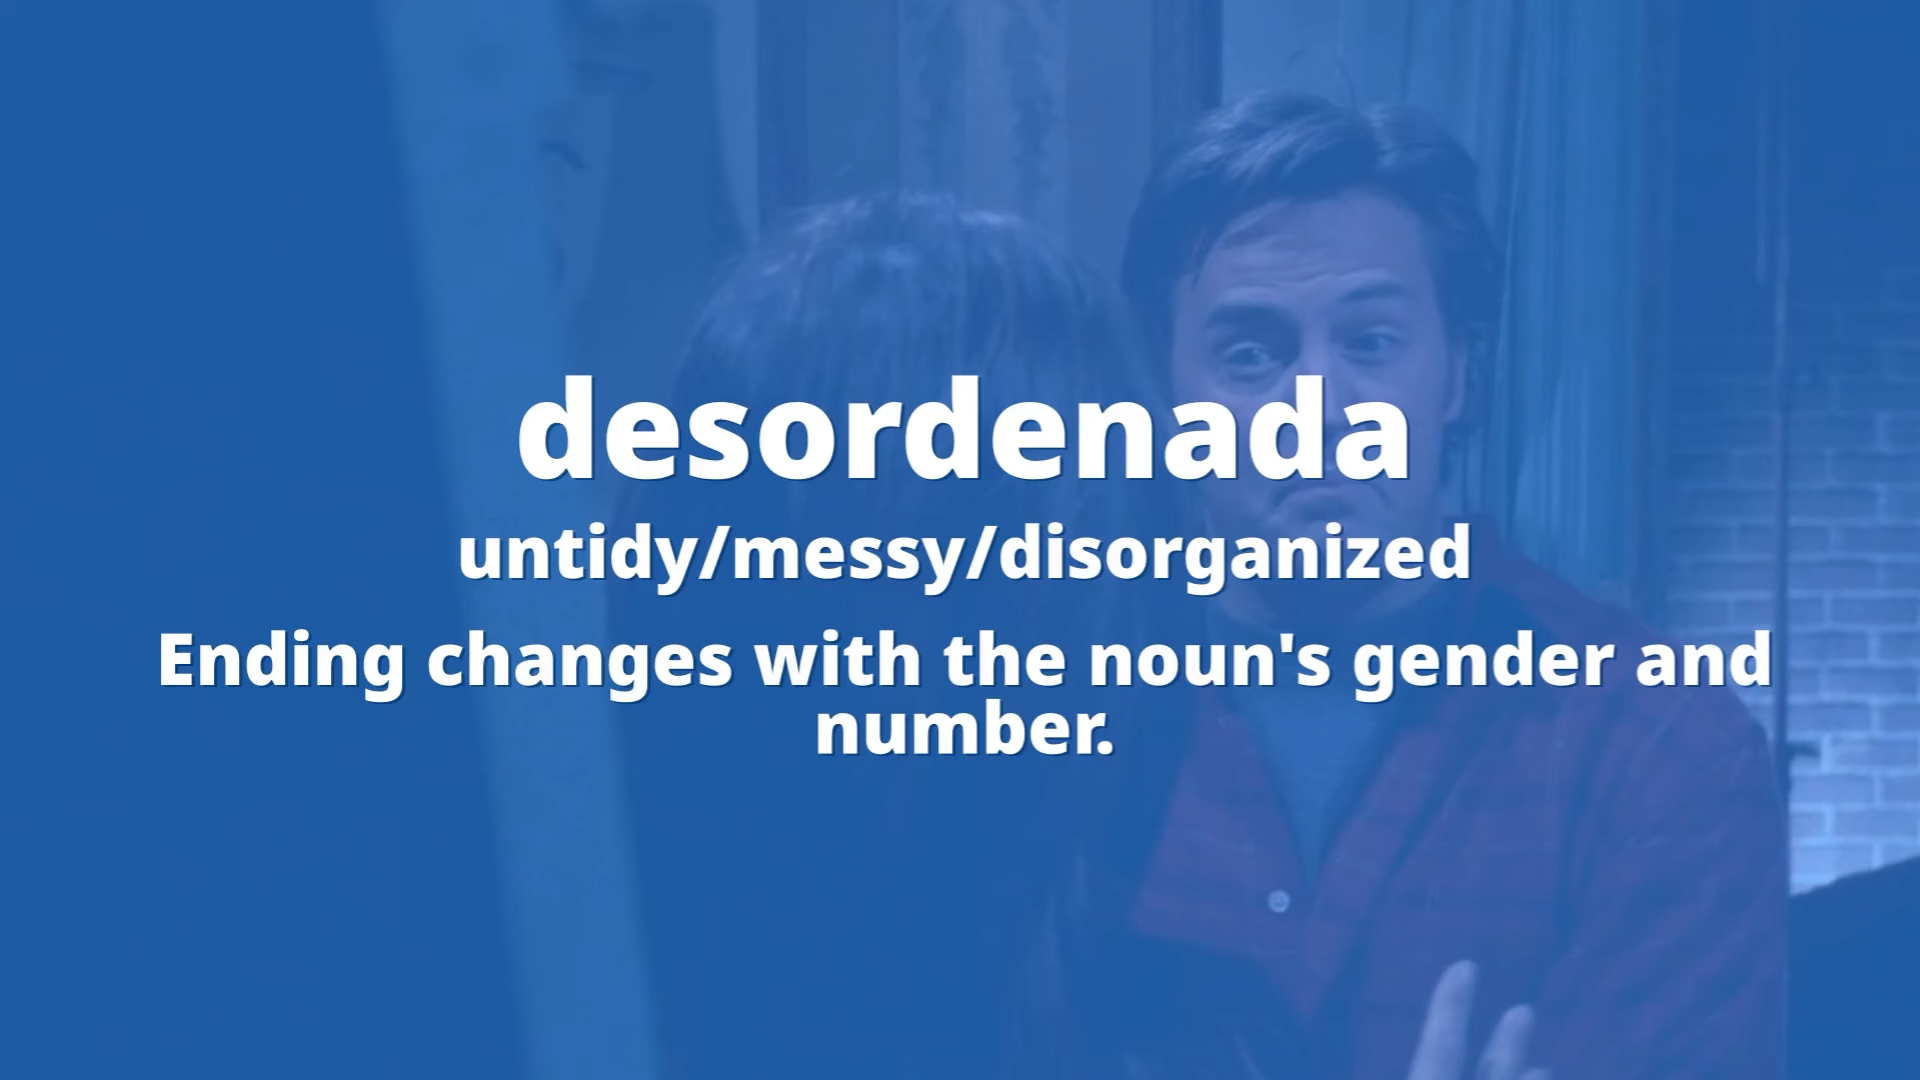 desordenada
untidy/messy/disorganized
Ending changes with the noun's gender and
number.